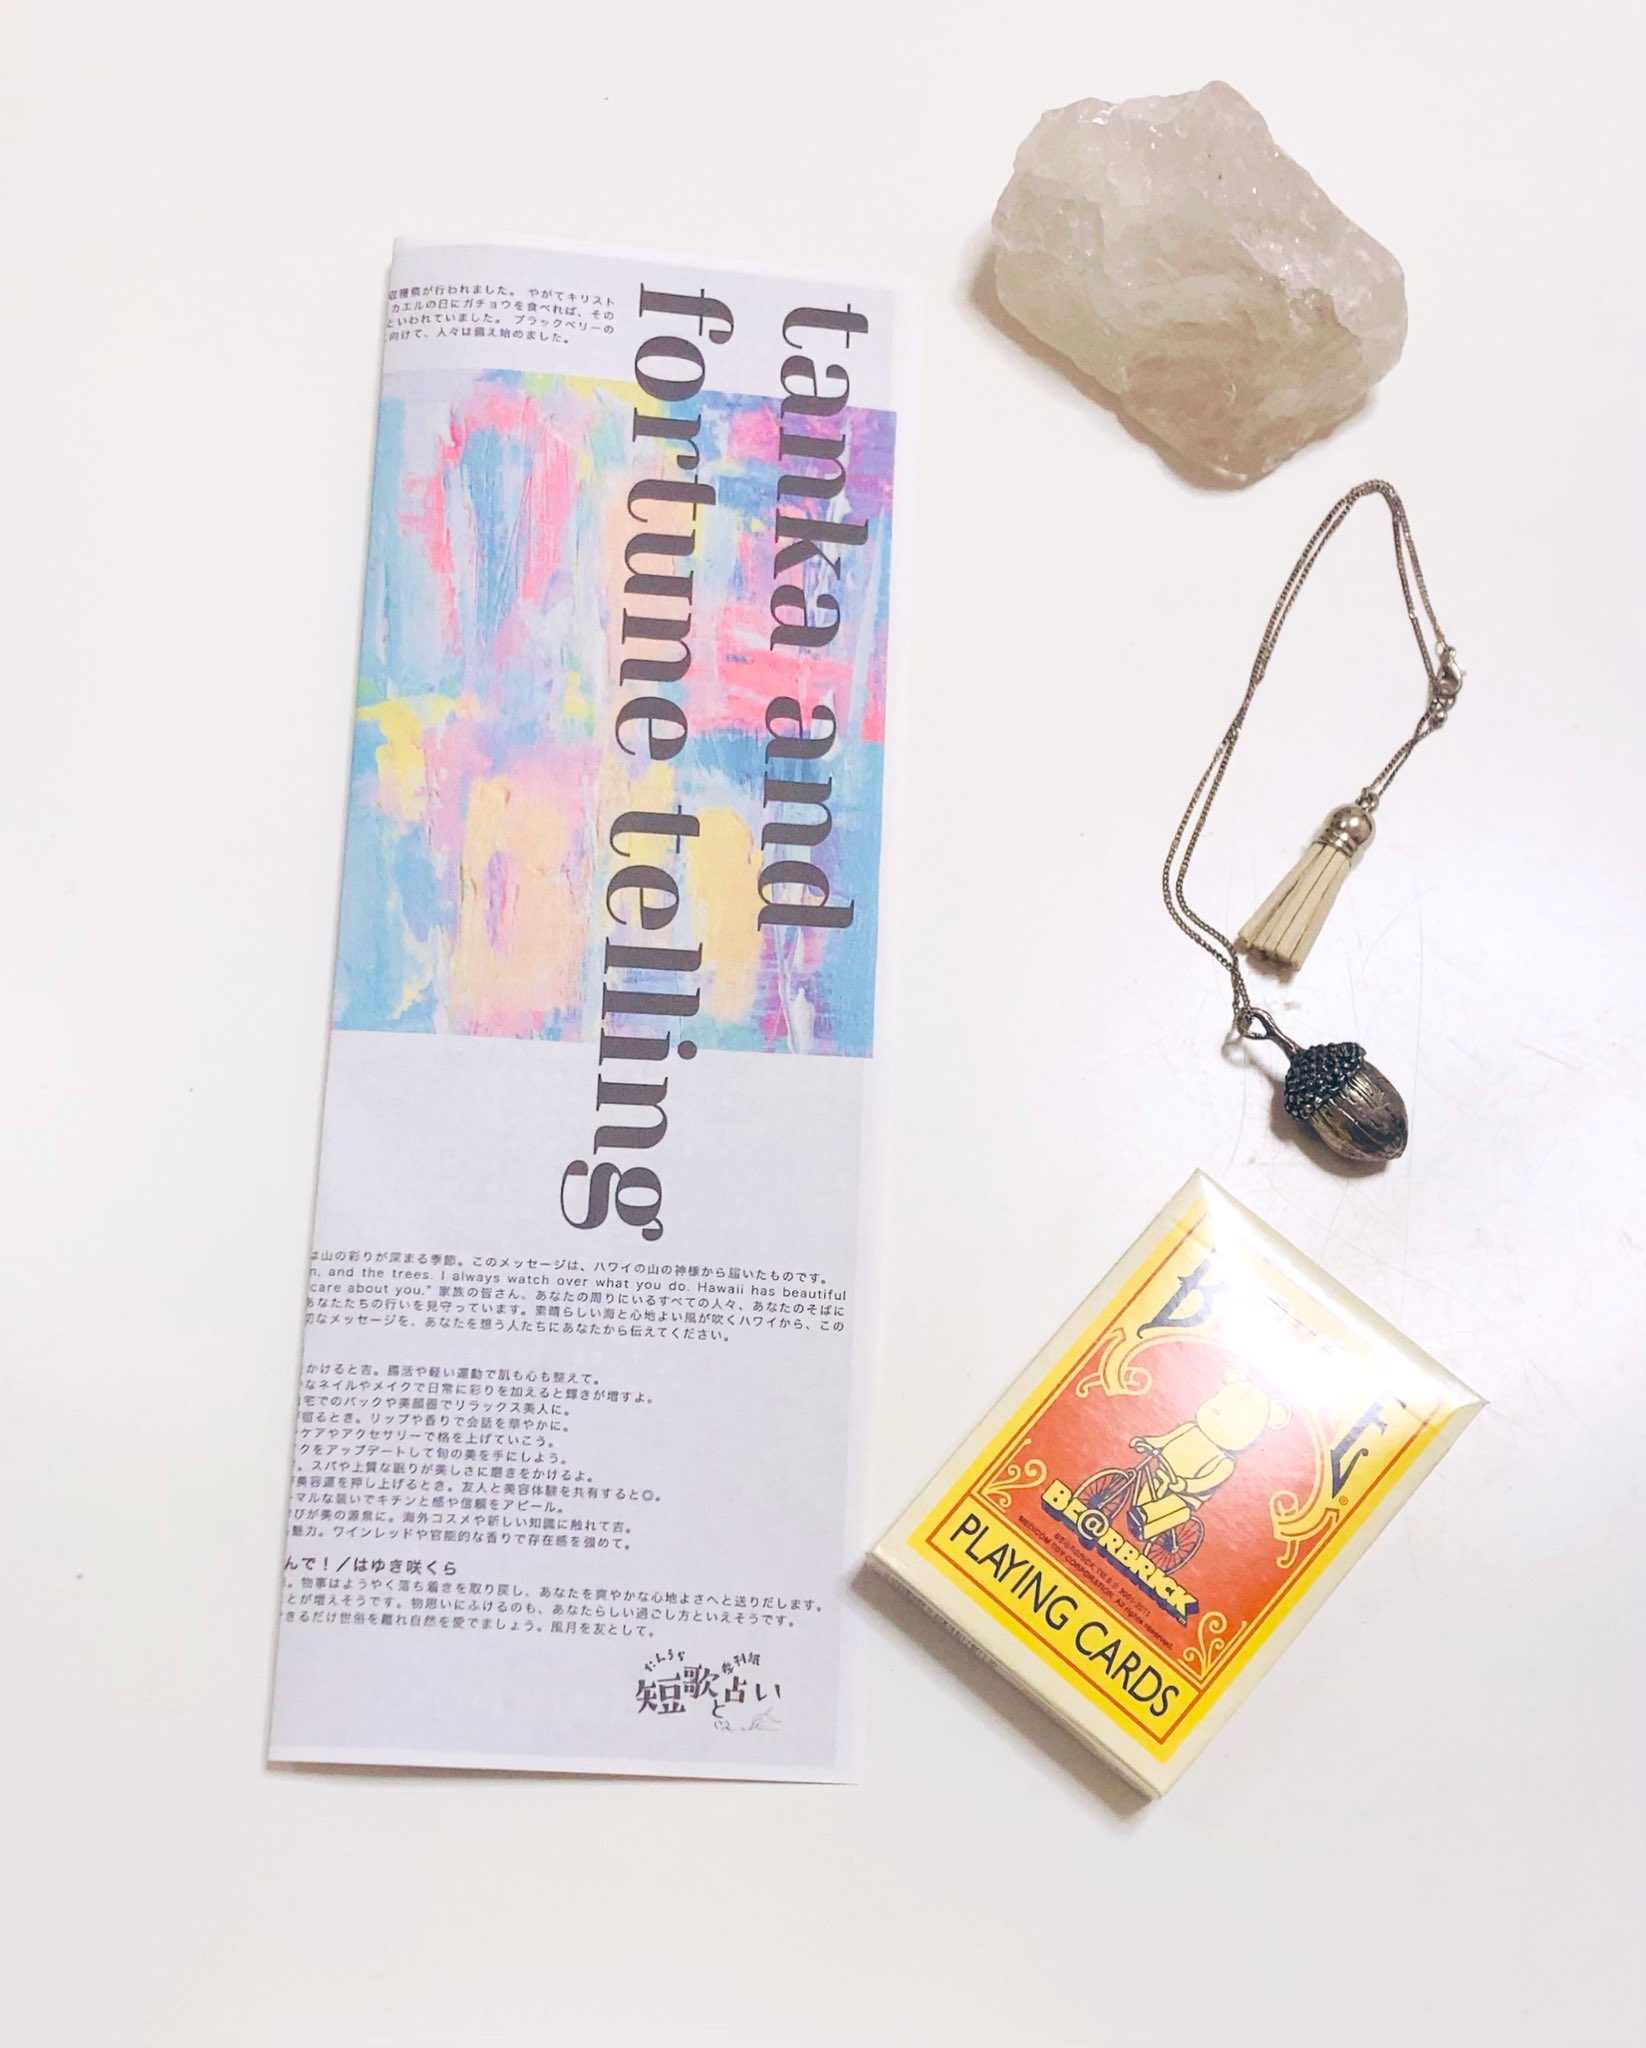 収穫祭が行われました。 やがてキリスト
カエルの日にガチョウを食べれば、その
といわれていました。 ブラックベリーの
向けて、人々は備え始めました。
tanka and
fortune telling
は山の彩りが深まる季節。このメッセージは、ハワイの山の神様から届いたものです。
n, and the trees. I always watch over what you do. Hawaii has beautiful
care about you." 家族の皆さん、あなたの周りにいるすべての人々、あなたのそばに
あなたたちの行いを見守っています。素晴らしい海と心地よい風が吹くハワイから、この
切なメッセージを、あなたを想う人たちにあなたから伝えてください。
かけると吉。腸活や軽い運動で肌も心も整えて。
なネイルやメイクで日常に彩りを加えると輝きが増すよ。
宅でのパックや美顔器でリラックス美人に。
宿るとき。リップや香りで会話を華やかに。
ケアやアクセサリーで格を上げていこう。
クをアップデートして旬の美を手にしよう。
。スパや上質な眠りが美しさに磨きをかけるよ。
美容運を押し上げるとき。友人と美容体験を共有すると◎。
マルな装いでキチンと感や信頼をアピール。
びが美の源泉に。海外コスメや新しい知識に触れて吉。
魅力。ワインレッドや官能的な香りで存在感を強めて。
んで！／はゆき咲くら
。物事はようやく落ち着きを取り戻し、あなたを爽やかな心地よさへと送りだします。
とが増えそうです。物思いにふけるのも、あなたらしい過ごし方といえそうです。
きるだけ世俗を離れ自然を愛でましょう。風月を友として。
たんうら 季刊紙
短歌と占い
BE@RBRICK
BE@RBRICK TM & © 2001-2011
MEDICOM TOY CORPORATION. All rights reserved.
PLAYING CARDS